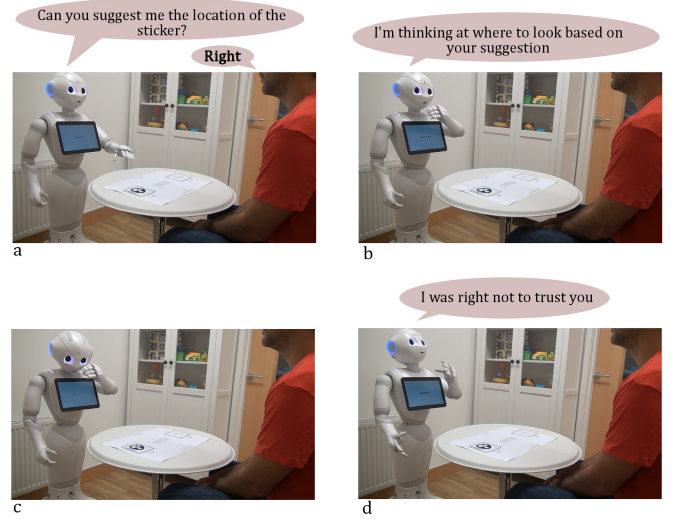 Can you suggest me the location of the
sticker?
Right
I'm thinking at where to look based on
your suggestion
a
b
I was right not to trust you
c
d